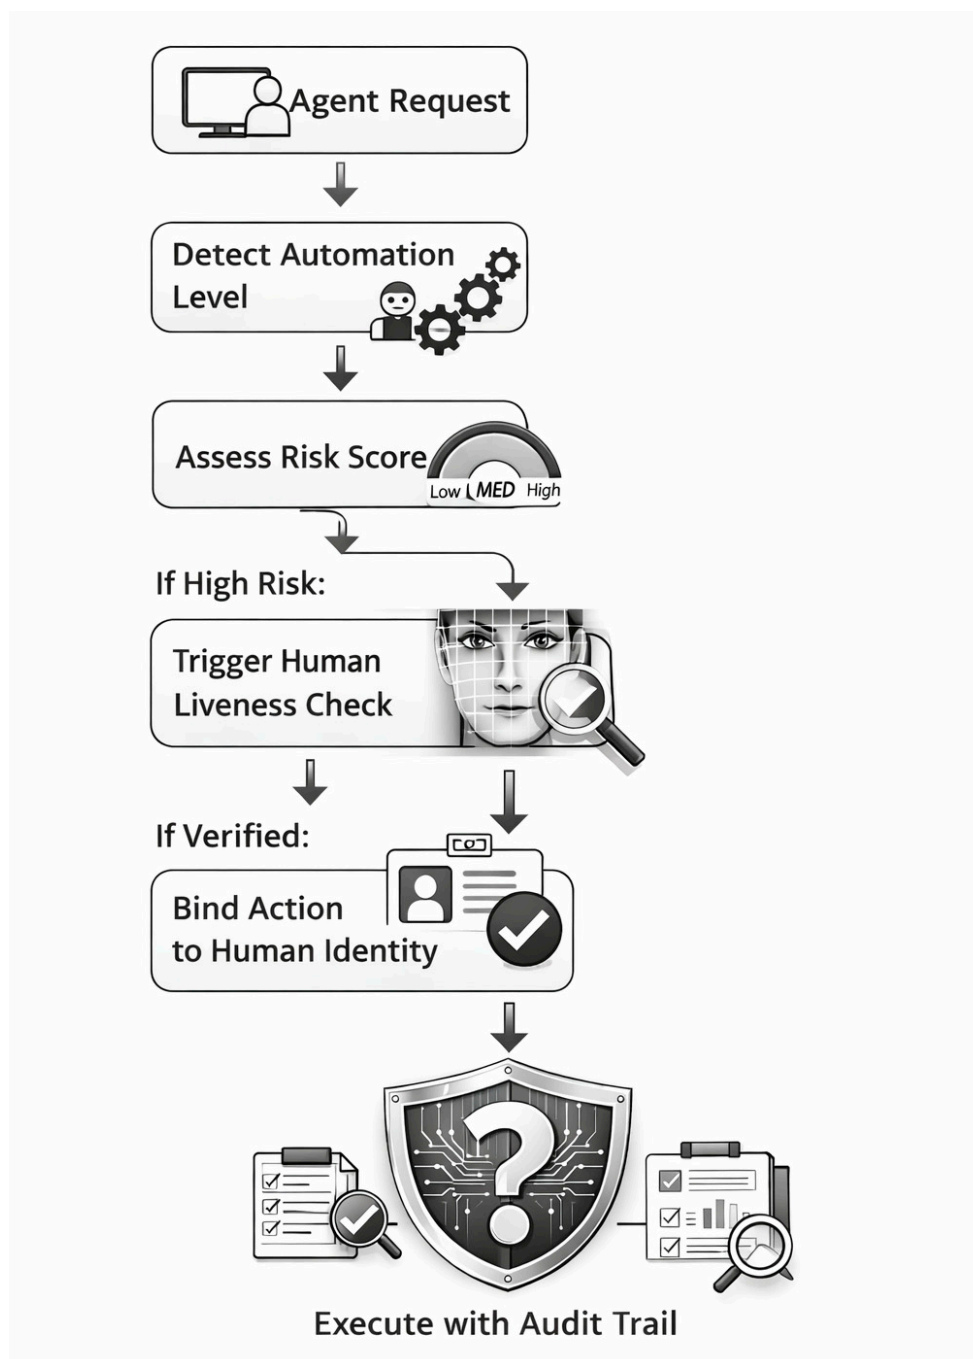 Agent Request
Detect Automation
Level
Assess Risk Score
Low MED High
If High Risk:
Trigger Human
Liveness Check
If Verified:
Bind Action
to Human Identity
?
Execute with Audit Trail